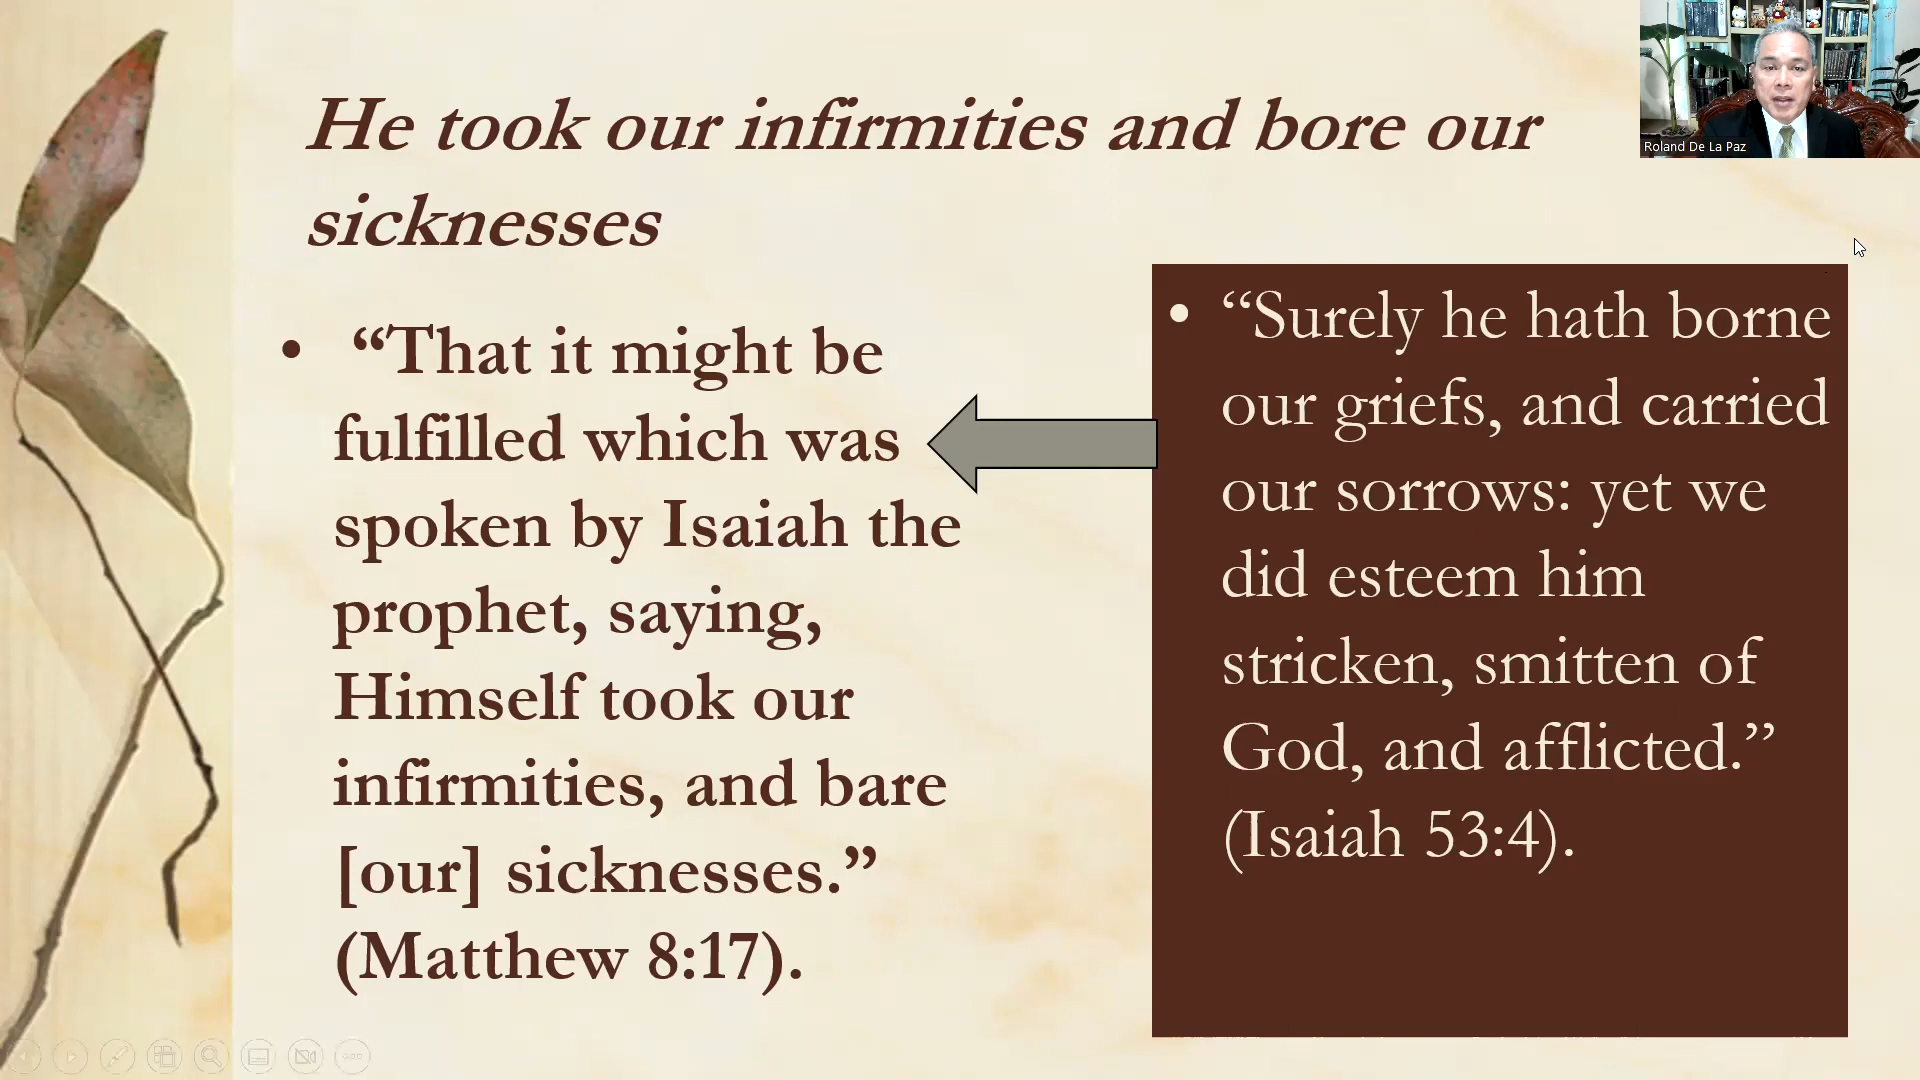 He took our infirmities and bore our
sicknesses
Roland De La Paz
• “That it might be
fulfilled which was
spoken by Isaiah the
prophet, saying,
Himself took our
infirmities, and bare
[our] sicknesses.”
(Matthew 8:17).
• “Surely he hath borne
our griefs, and carried
our sorrows: yet we
did esteem him
stricken, smitten of
God, and afflicted.”
(Isaiah 53:4).